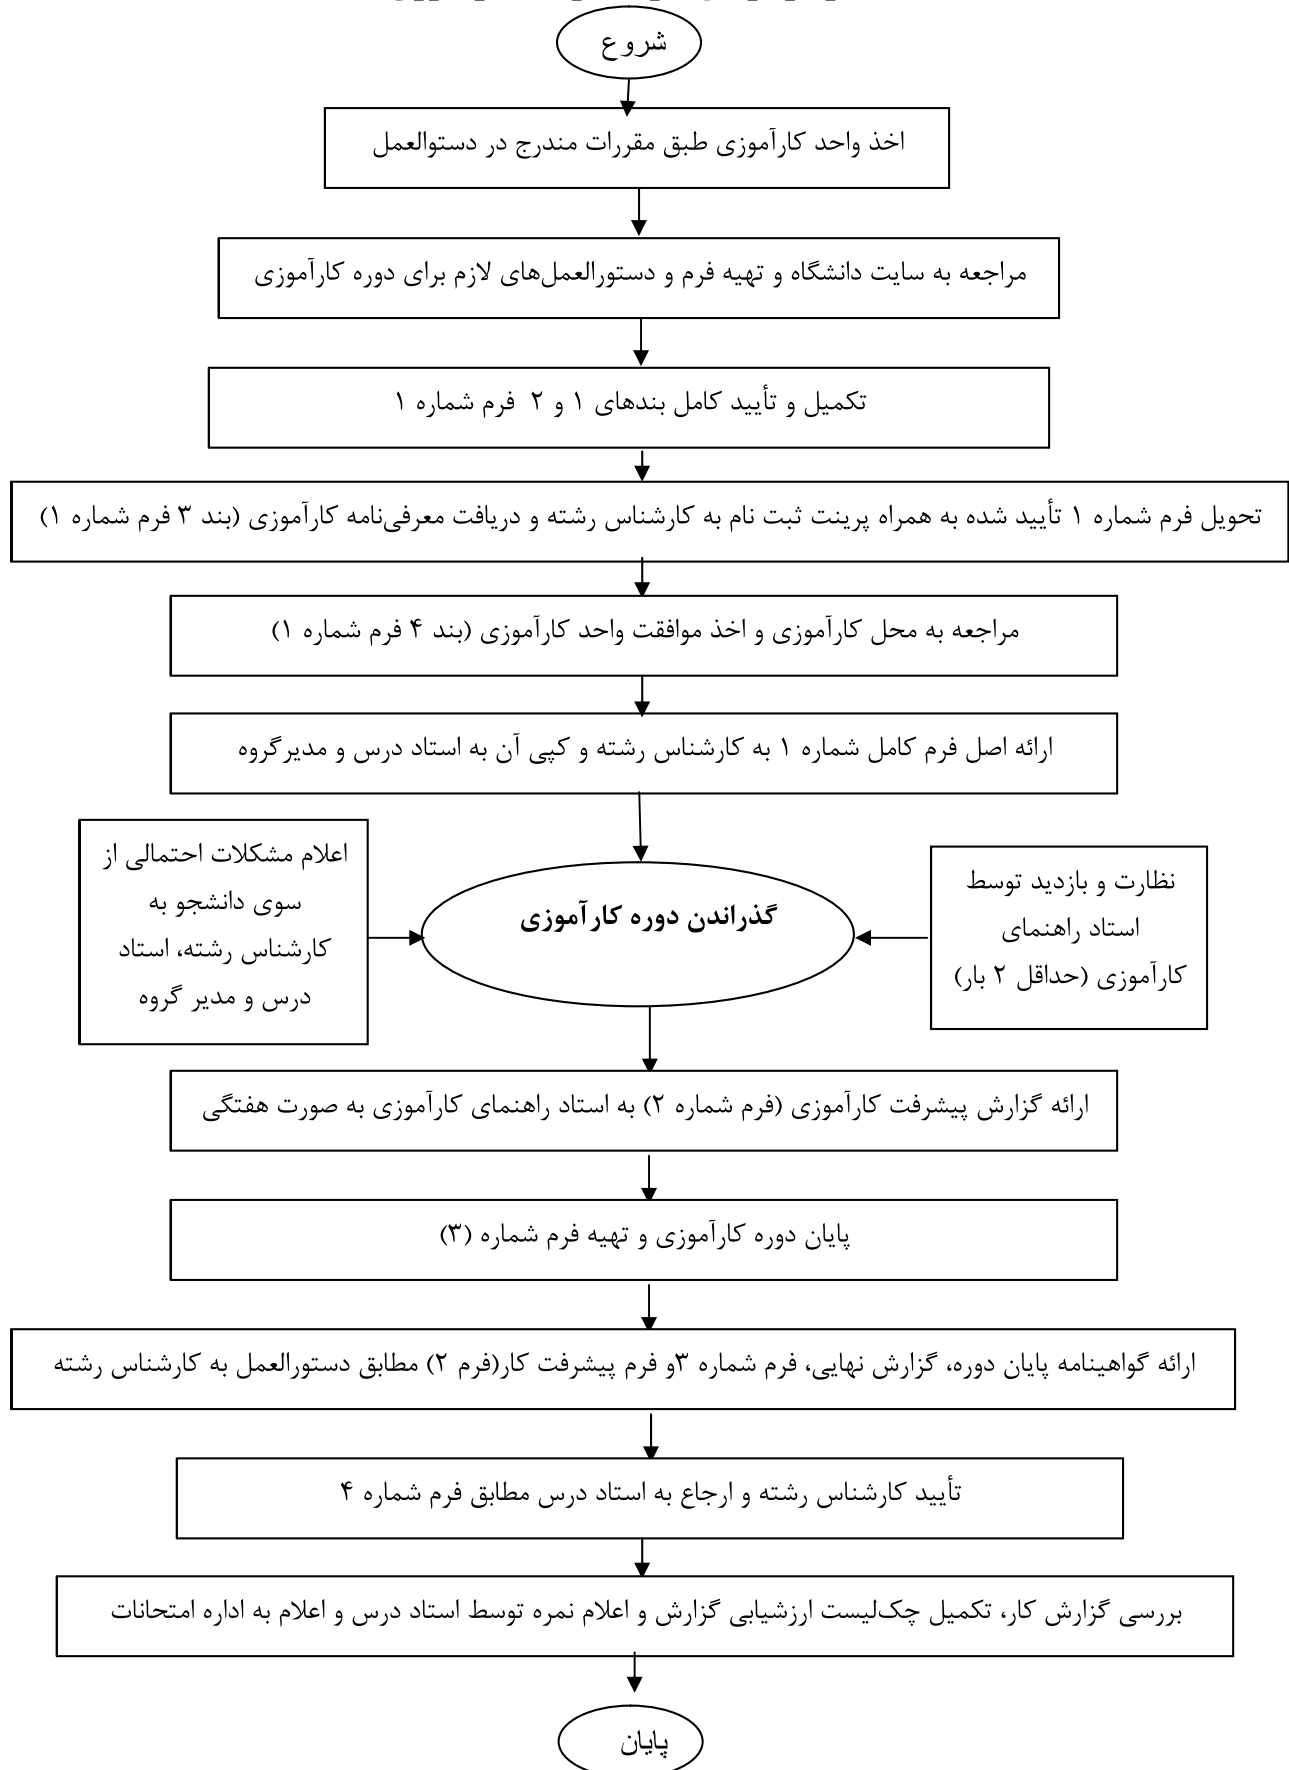 شروع
اخذ واحد کارآموزی طبق مقررات مندرج در دستوالعمل
مراجعه به سایت دانشگاه و تهیه فرم و دستورالعمل‌های لازم برای دوره کارآموزی
تکمیل و تأیید کامل بندهای ۱ و ۲ فرم شماره ۱
تحویل فرم شماره ۱ تأیید شده به همراه پرینت ثبت نام به کارشناس رشته و دریافت معرفی‌نامه کارآموزی (بند ۳ فرم شماره ۱)
مراجعه به محل کارآموزی و اخذ موافقت واحد کارآموزی (بند ۴ فرم شماره ۱)
ارائه اصل فرم کامل شماره ۱ به کارشناس رشته و کپی آن به استاد درس و مدیرگروه
نظارت و بازدید توسط
استاد راهنمای
کارآموزی (حداقل ۲ بار)
گذراندن دوره کارآموزی
اعلام مشکلات احتمالی از
سوی دانشجو به
کارشناس رشته، استاد
درس و مدیر گروه
ارائه گزارش پیشرفت کارآموزی (فرم شماره ۲) به استاد راهنمای کارآموزی به صورت هفتگی
پایان دوره کارآموزی و تهیه فرم شماره (۳)
ارائه گواهینامه پایان دوره، گزارش نهایی، فرم شماره ۳و فرم پیشرفت کار(فرم ۲) مطابق دستورالعمل به کارشناس رشته
تأیید کارشناس رشته و ارجاع به استاد درس مطابق فرم شماره ۴
بررسی گزارش کار، تکمیل چک‌لیست ارزشیابی گزارش و اعلام نمره توسط استاد درس و اعلام به اداره امتحانات
پایان